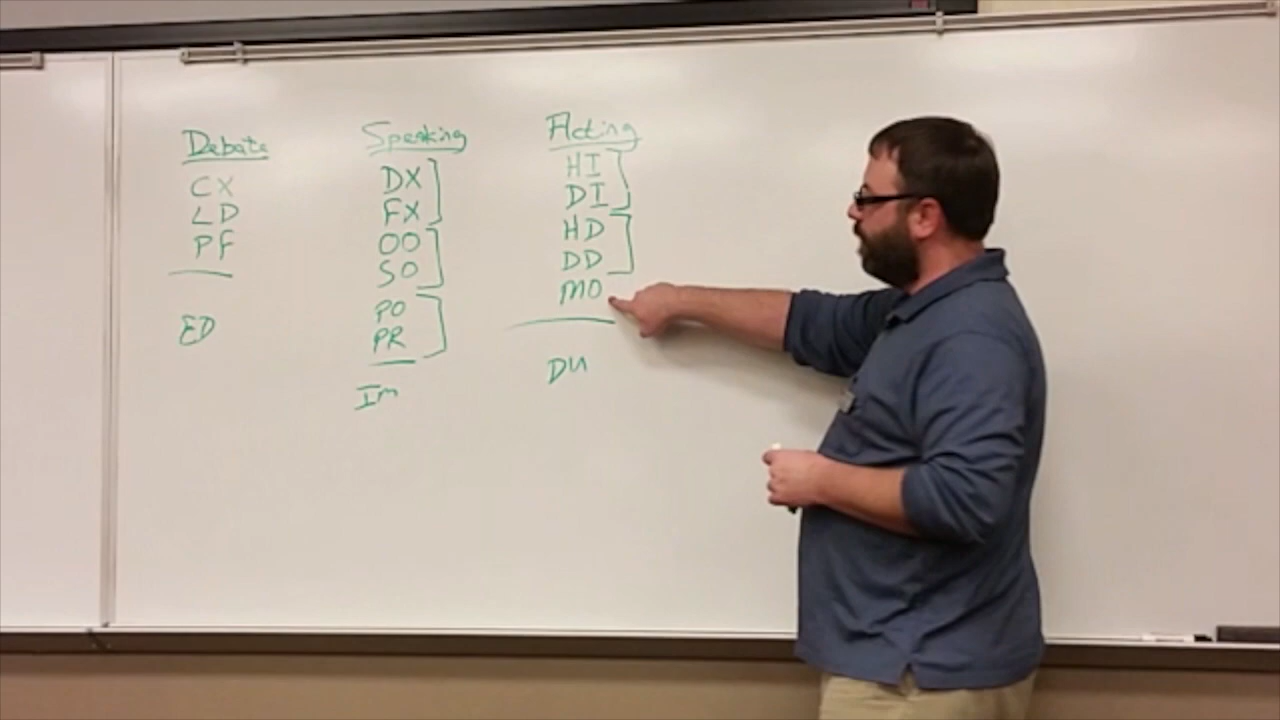 Debate
CX
LD
PF
ED
Speaking
DX
FX
OO
SO
PO
PR
Im
Acting
HI
DI
HD
DD
MO
DU